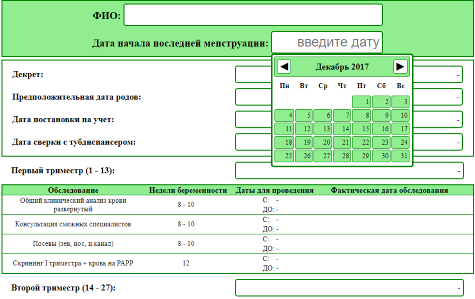 ФИО:
Дата начала последней менструации: введите дату
Декабрь 2017
Пн Вт Ср Чт Пт Сб Вс
1 2 3
4 5 6 7 8 9 10
11 12 13 14 15 16 17
18 19 20 21 22 23 24
25 26 27 28 29 30 31
Декрет: -
Предположительная дата родов: -
Дата постановки на учет: -
Дата сверки с тубдиспансером: -
Первый триместр (1 - 13): -
Обследование Недели беременности Даты для проведения Фактическая дата обследования
Общий клинический анализ крови
развернутый 8 - 10 С: -
ДО: -
Консультация смежных специалистов 8 - 10 С: -
ДО: -
Посевы (зев, нос, ц.канал) 8 - 10 С: -
ДО: -
Скрининг I триместра + кровь на PAPP 12 С: -
ДО: -
Второй триместр (14 - 27): -